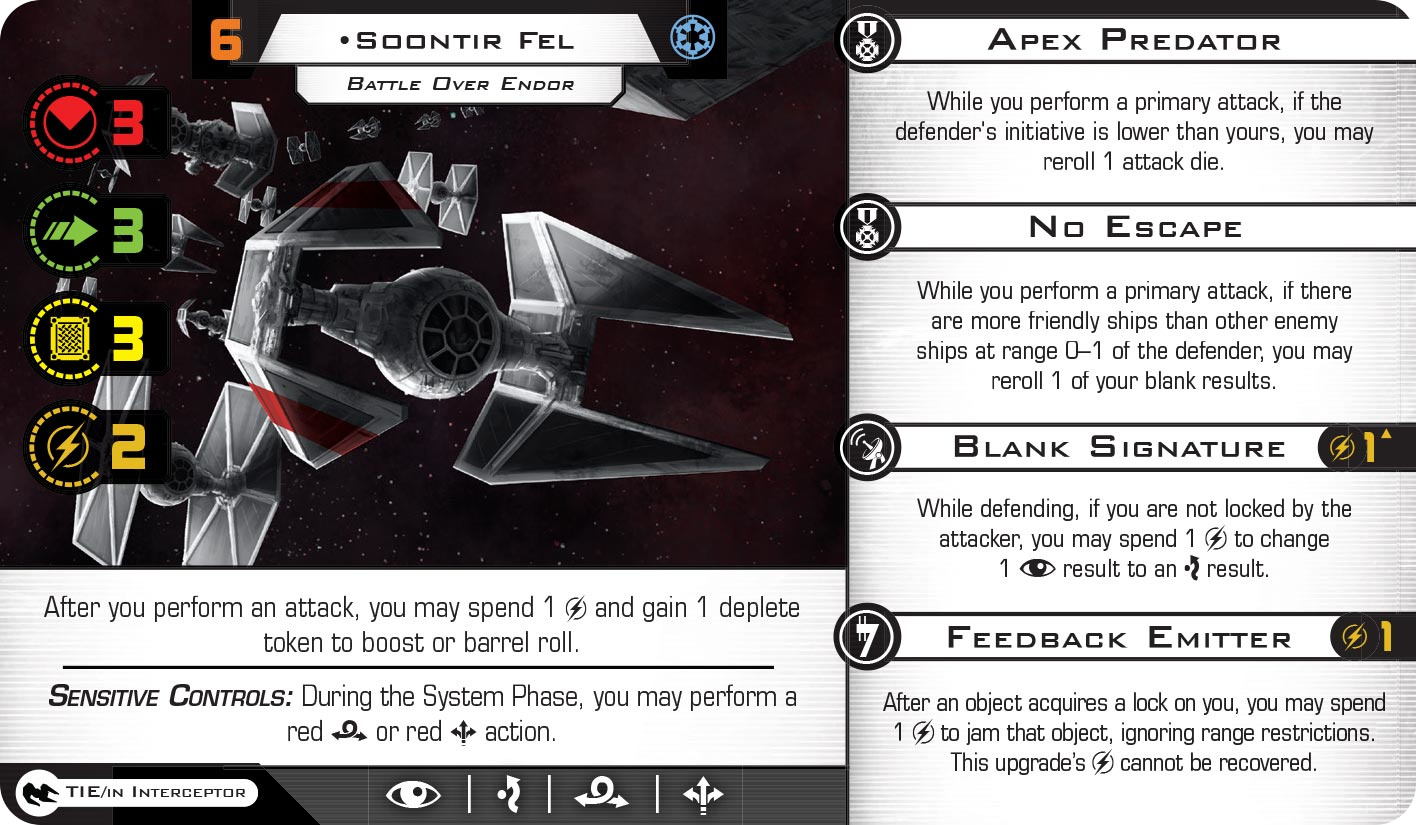 6
•Soontir Fel
Battle Over Endor
3
3
3
2
After you perform an attack, you may spend 1 and gain 1 deplete
token to boost or barrel roll.
Sensitive Controls: During the System Phase, you may perform a
red or red action.
TIE/in Interceptor
Apex Predator
While you perform a primary attack, if the
defender's initiative is lower than yours, you may
reroll 1 attack die.
No Escape
While you perform a primary attack, if there
are more friendly ships than other enemy
ships at range 0–1 of the defender, you may
reroll 1 of your blank results.
Blank Signature
1
While defending, if you are not locked by the
attacker, you may spend 1 to change
1 result to an result.
Feedback Emitter
1
After an object acquires a lock on you, you may spend
1 to jam that object, ignoring range restrictions.
This upgrade's cannot be recovered.